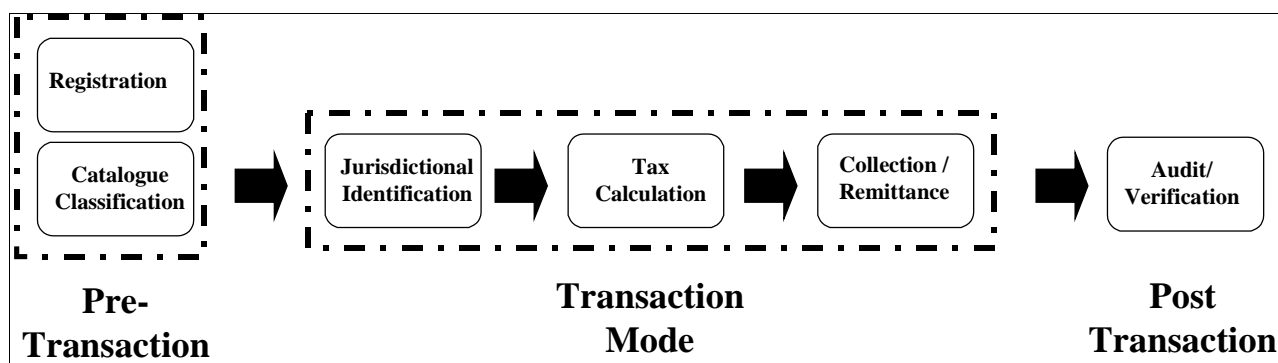 Registration
Catalogue
Classification
Jurisdictional
Identification
Tax
Calculation
Collection /
Remittance
Audit/
Verification
Pre-
Transaction
Transaction
Mode
Post
Transaction